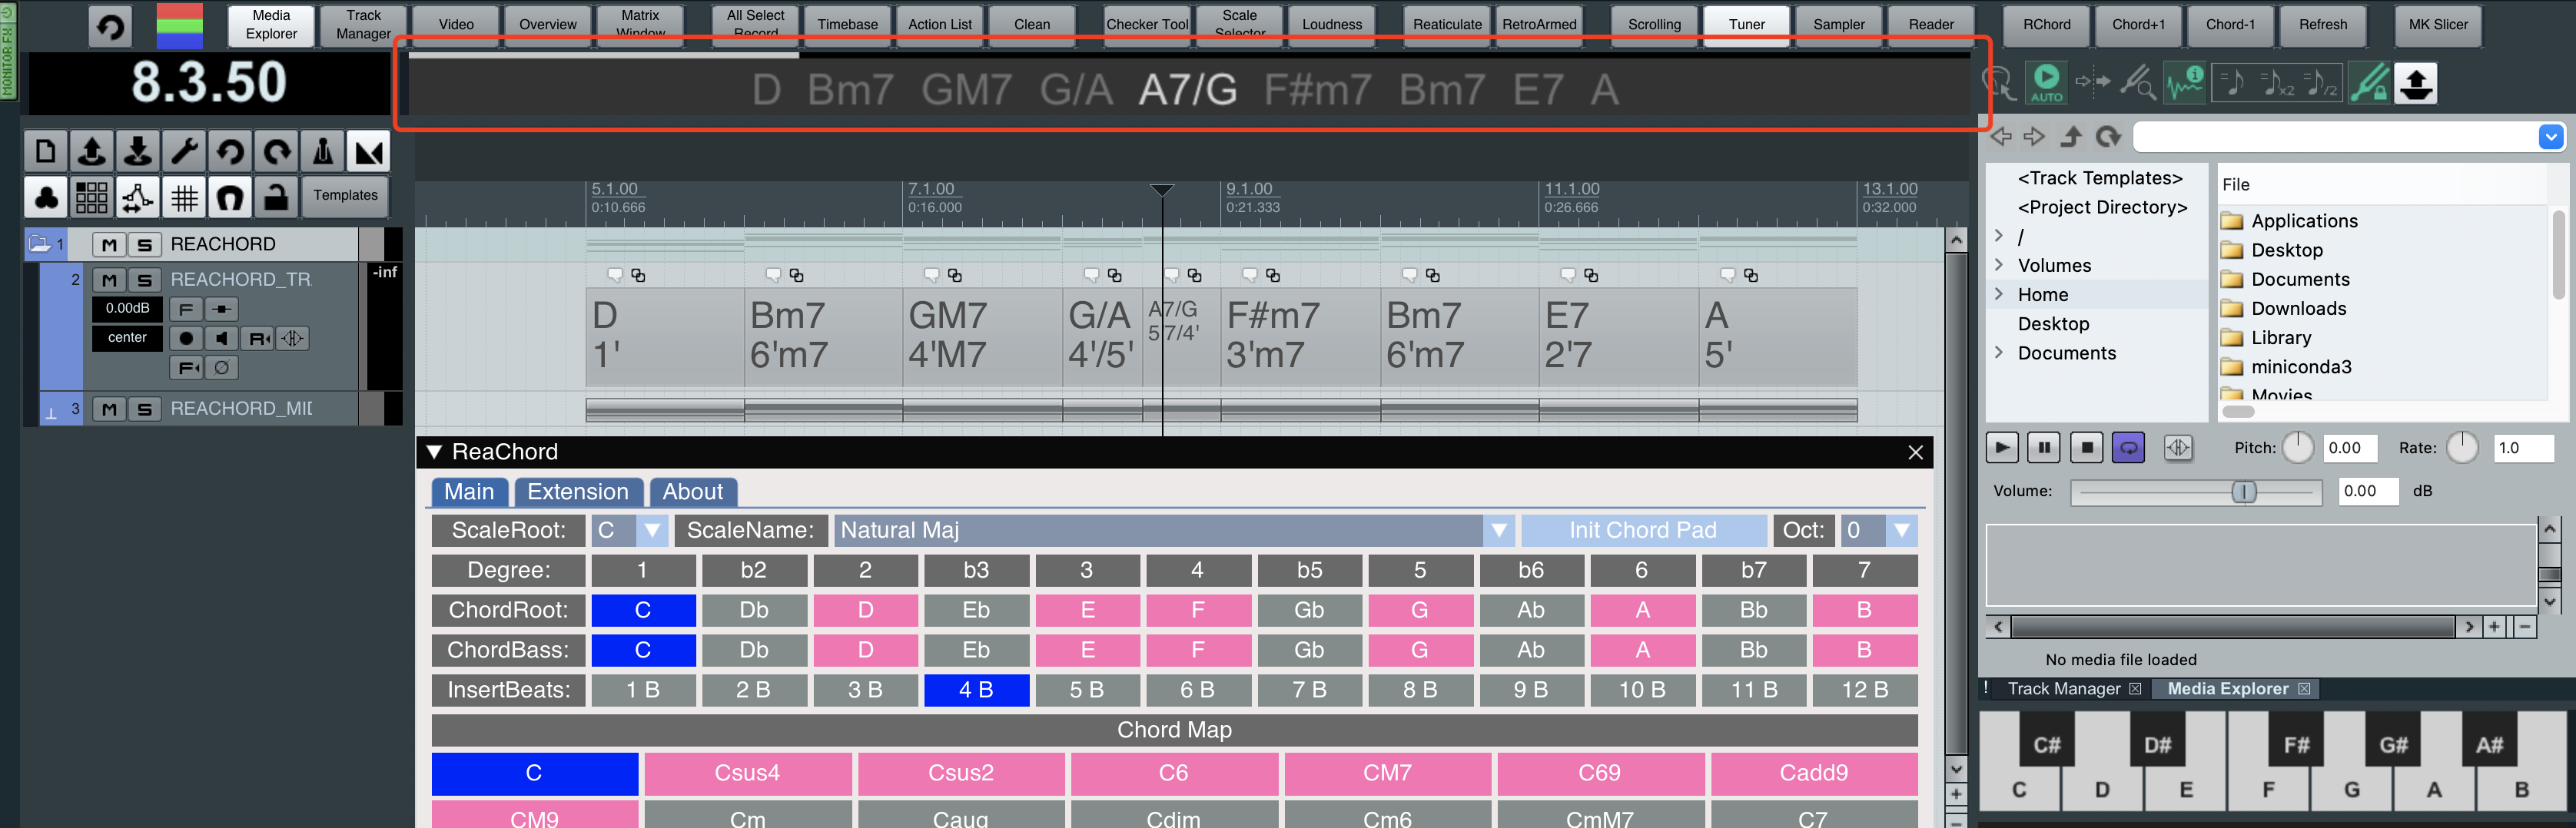 MONITOR FX
Media Explorer
Track Manager
Video
Overview
Matrix Window
All Select Record
Timebase
Action List
Clean
Checker Tool
Scale Selector
Loudness
Reaticulate
RetroArmed
Scrolling
Tuner
Sampler
Reader
RChord
Chord+1
Chord-1
Refresh
MK Slicer
8.3.50
D Bm7 GM7 G/A A7/G F#m7 Bm7 E7 A
AUTO
x2
/2
Templates
5.1.00 7.1.00 9.1.00 11.1.00 13.1.00
0:10.666 0:16.000 0:21.333 0:26.666 0:32.000
1 M S REACHORD
2 M S REACHORD_TR. -inf
0.00dB F
center R
F Ø
3 M S REACHORD_MI
D Bm7 GM7 G/A A7/G F#m7 Bm7 E7 A
1' 6'm7 4'M7 4'/5' 5'7/4' 3'm7 6'm7 2'7 5'
<Track Templates>
<Project Directory>
/
Volumes
Home
Desktop
Documents
File
Applications
Desktop
Documents
Downloads
Library
miniconda3
Movies
Pitch: 0.00 Rate: 1.0
Volume: 0.00 dB
No media file loaded
! Track Manager Media Explorer
C# D# F# G# A#
C D E F G A B
ReaChord
Main Extension About
ScaleRoot: C ScaleName: Natural Maj Init Chord Pad Oct: 0
Degree: 1 b2 2 b3 3 4 b5 5 b6 6 b7 7
ChordRoot: C Db D Eb E F Gb G Ab A Bb B
ChordBass: C Db D Eb E F Gb G Ab A Bb B
InsertBeats: 1 B 2 B 3 B 4 B 5 B 6 B 7 B 8 B 9 B 10 B 11 B 12 B
Chord Map
C Csus4 Csus2 C6 CM7 C69 Cadd9
CM9 Cm Caug Cdim Cm6 CmM7 C7